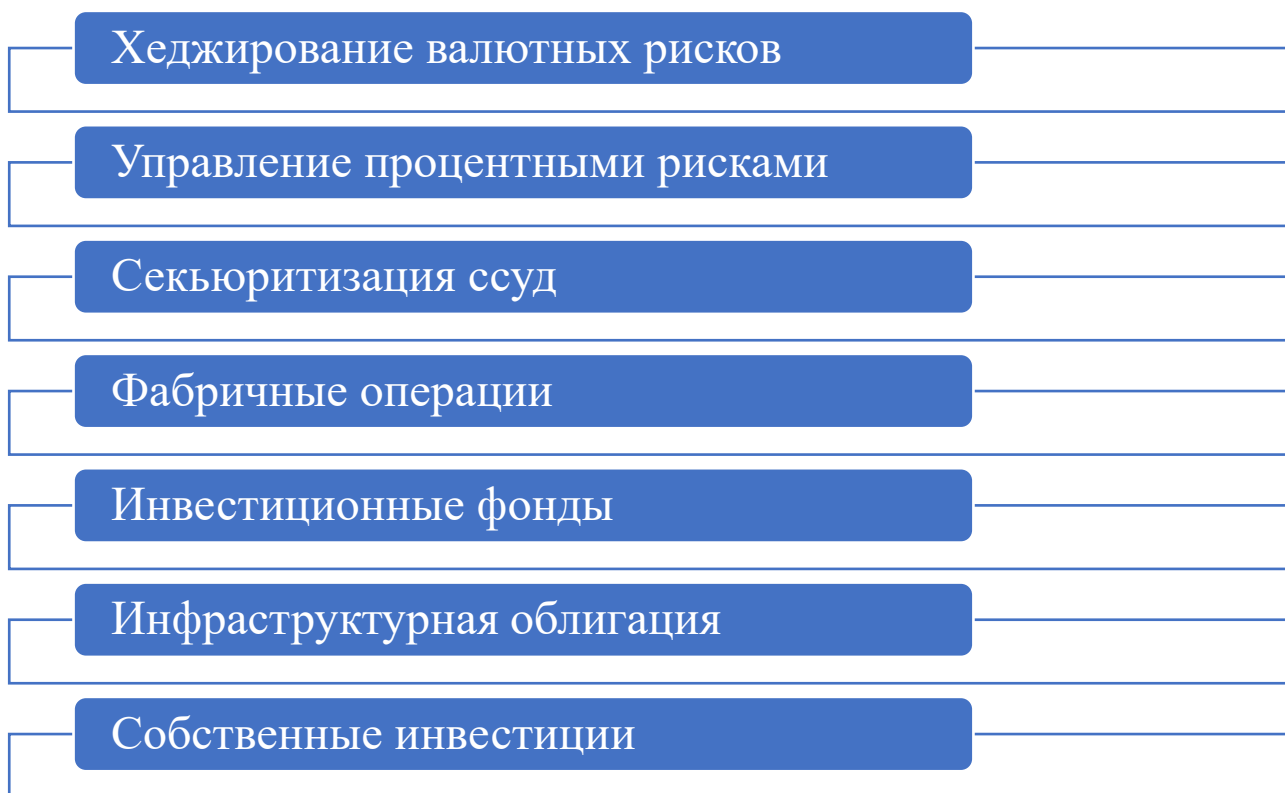 Хеджирование валютных рисков
Управление процентными рисками
Секьюритизация ссуд
Фабричные операции
Инвестиционные фонды
Инфраструктурная облигация
Собственные инвестиции